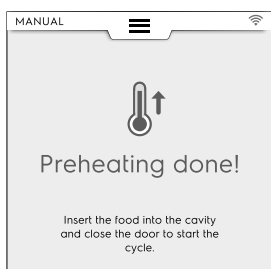 MANUAL
Preheating done!
Insert the food into the cavity
and close the door to start the
cycle.